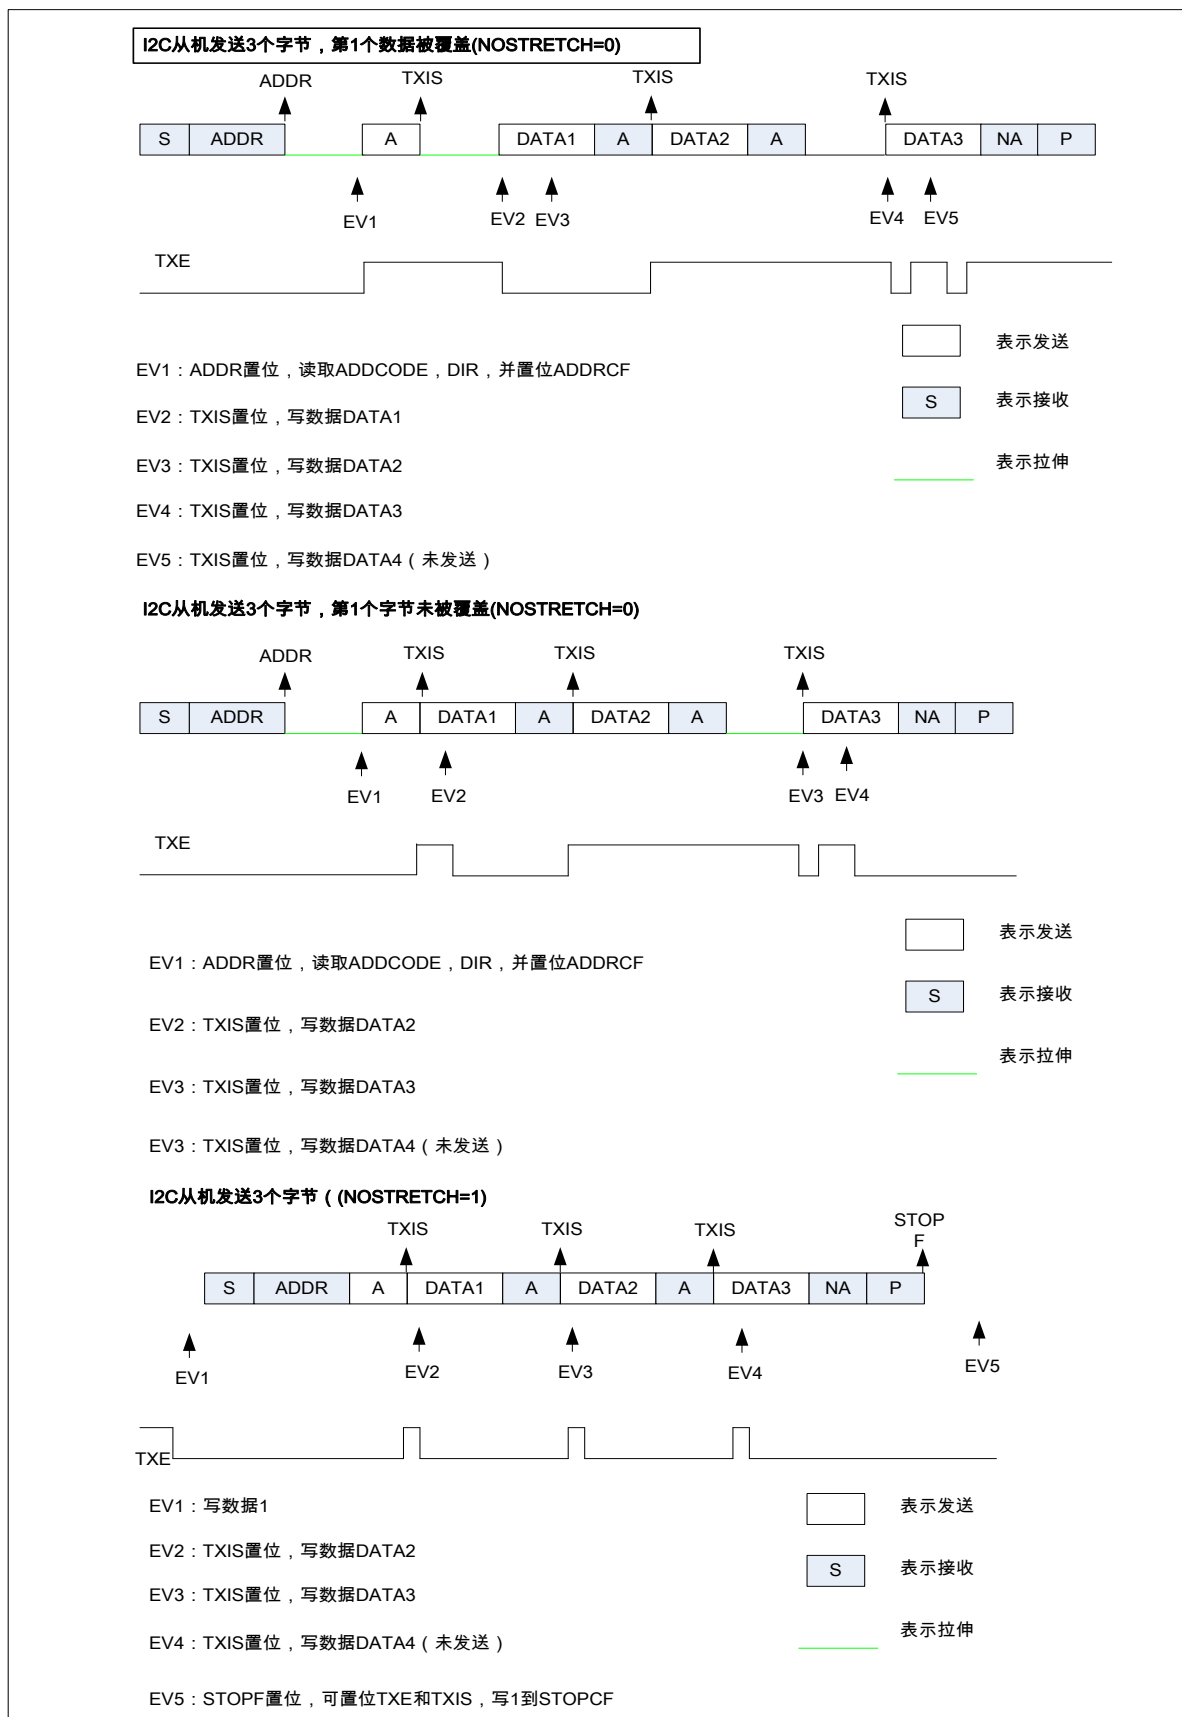 I2C从机发送3个字节，第1个数据被覆盖(NOSTRETCH=0)
ADDR TXIS TXIS TXIS
S ADDR A DATA1 A DATA2 A DATA3 NA P
EV1 EV2 EV3 EV4 EV5
TXE
表示发送
EV1：ADDR置位，读取ADDCODE，DIR，并置位ADDRCF
S 表示接收
EV2：TXIS置位，写数据DATA1
EV3：TXIS置位，写数据DATA2
表示拉伸
EV4：TXIS置位，写数据DATA3
EV5：TXIS置位，写数据DATA4（未发送）
I2C从机发送3个字节，第1个字节未被覆盖(NOSTRETCH=0)
ADDR TXIS TXIS TXIS
S ADDR A DATA1 A DATA2 A DATA3 NA P
EV1 EV2 EV3 EV4
TXE
表示发送
EV1：ADDR置位，读取ADDCODE，DIR，并置位ADDRCF
S 表示接收
EV2：TXIS置位，写数据DATA2
表示拉伸
EV3：TXIS置位，写数据DATA3
EV3：TXIS置位，写数据DATA4（未发送）
I2C从机发送3个字节（(NOSTRETCH=1)
TXIS TXIS TXIS STOP
F
S ADDR A DATA1 A DATA2 A DATA3 NA P
EV1 EV2 EV3 EV4 EV5
TXE
EV1：写数据1
表示发送
EV2：TXIS置位，写数据DATA2
S 表示接收
EV3：TXIS置位，写数据DATA3
表示拉伸
EV4：TXIS置位，写数据DATA4（未发送）
EV5：STOPF置位，可置位TXE和TXIS，写1到STOPCF